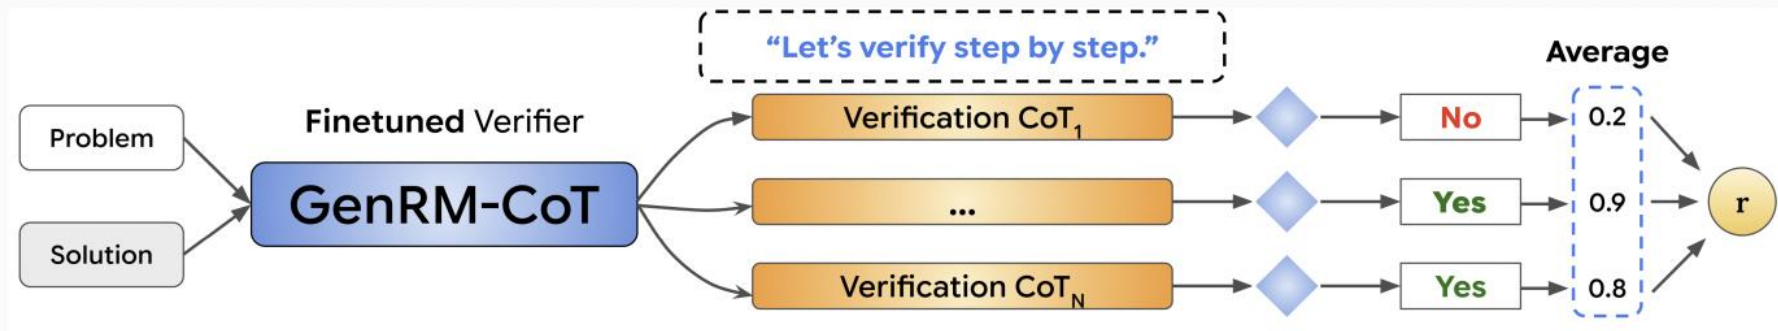 “Let’s verify step by step.”
Average
Problem
Solution
Finetuned Verifier
GenRM-CoT
Verification CoT₁
No
0.2
...
Yes
0.9
Verification CoT_N
Yes
0.8
r